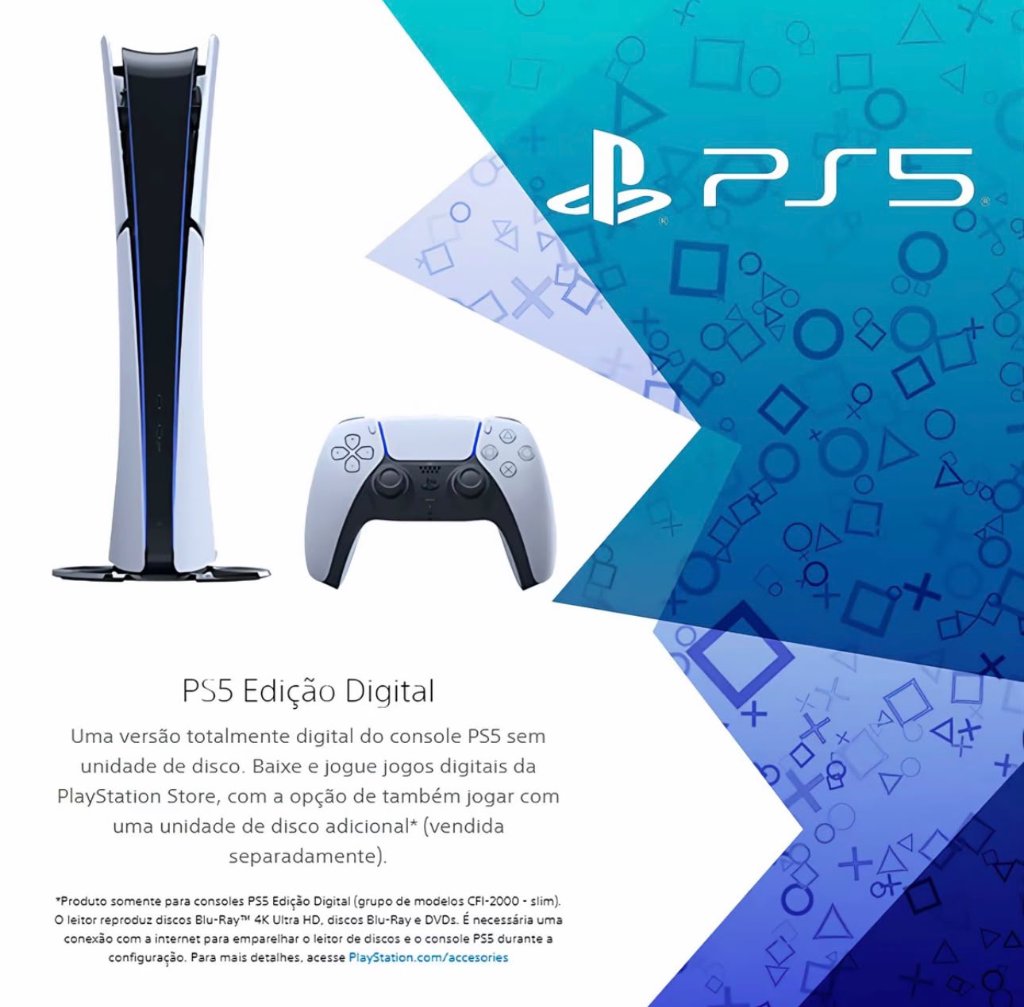 PS5
PS5 Edição Digital
Uma versão totalmente digital do console PS5 sem
unidade de disco. Baixe e jogue jogos digitais da
PlayStation Store, com a opção de também jogar com
uma unidade de disco adicional* (vendida
separadamente).
*Produto somente para consoles PS5 Edição Digital (grupo de modelos CFI-2000 - slim).
O leitor reproduz discos Blu-Ray™ 4K Ultra HD, discos Blu-Ray e DVDs. É necessária uma
conexão com a internet para emparelhar o leitor de discos e o console PS5 durante a
configuração. Para mais detalhes, acesse PlayStation.com/accesories